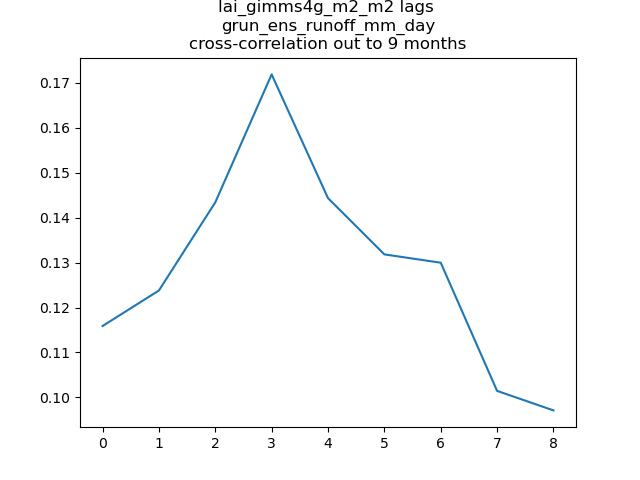 lai_gimms4g_m2_m2 lags
grun_ens_runoff_mm_day
cross-correlation out to 9 months
0.17
0.16
0.15
0.14
0.13
0.12
0.11
0.10
0 1 2 3 4 5 6 7 8